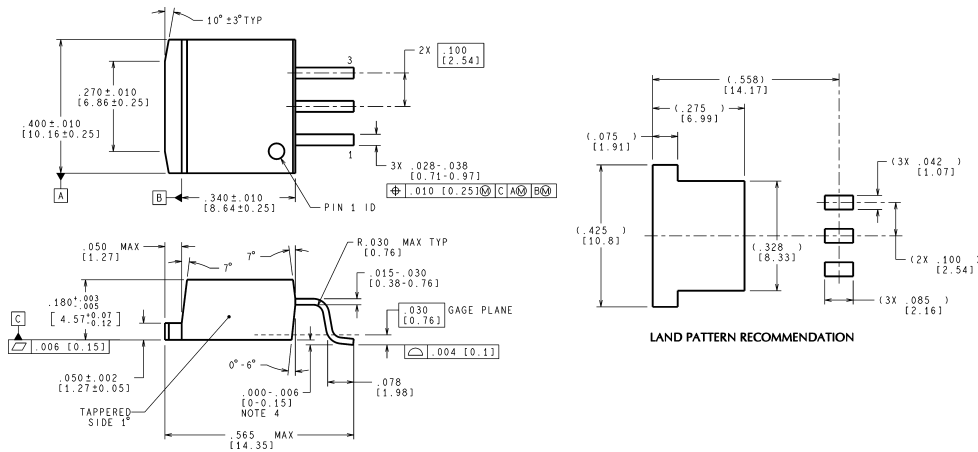 10° ±3° TYP
3
2X .100
[2.54]
.270±.010
[6.86±0.25]
.400±.010
[10.16±0.25]
1
3X .028-.038
[0.71-0.97]
⌖ .010 [0.25]Ⓜ C AⓂ BⓂ
A
B
.340±.010
[8.64±0.25]
PIN 1 ID
.050 MAX
[1.27]
7°
7°
R.030 MAX TYP
[0.76]
.015-.030
[0.38-0.76]
.180 +.003 -.005
[ 4.57 +0.07 -0.12 ]
.030
[0.76]
GAGE PLANE
C
⏥ .006 [0.15]
⌓ .004 [0.1]
.050±.002
[1.27±0.05]
0°-6°
.000-.006
[0-0.15]
NOTE 4
.078
[1.98]
TAPPERED
SIDE 1°
.565 MAX
[14.35]
(.558 )
[14.17]
(.275 )
[6.99]
(.075 )
[1.91]
(3X .042 )
[1.07]
(.425 )
[10.8]
(.328 )
[8.33]
(2X .100 )
[2.54]
(3X .085 )
[2.16]
LAND PATTERN RECOMMENDATION